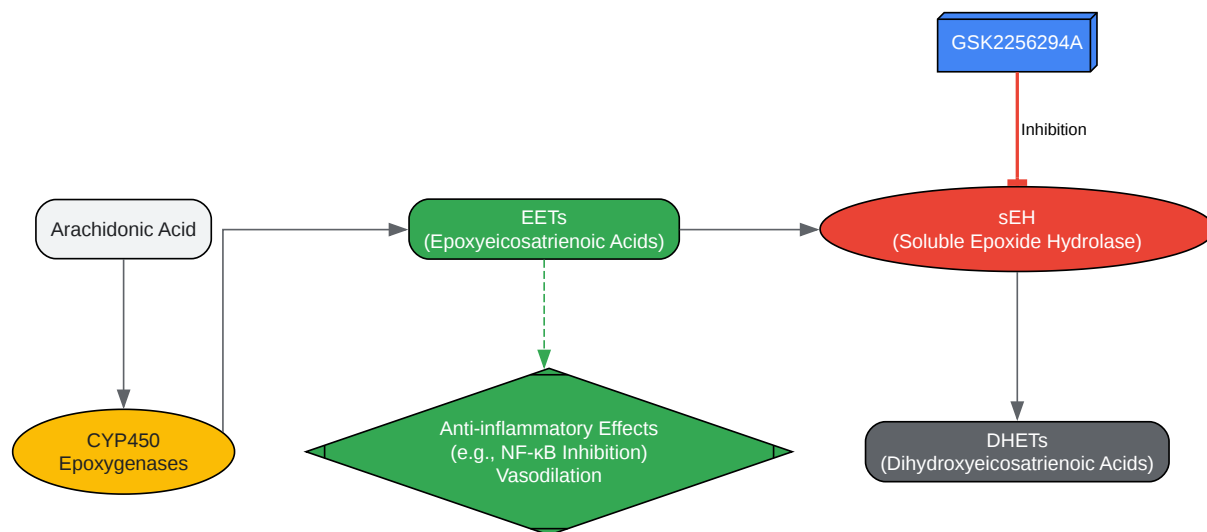 GSK2256294A
Inhibition
Arachidonic Acid
EETs
(Epoxyeicosatrienoic Acids)
sEH
(Soluble Epoxide Hydrolase)
CYP450
Epoxygenases
Anti-inflammatory Effects
(e.g., NF-κB Inhibition)
Vasodilation
DHETs
(Dihydroxyeicosatrienoic Acids)